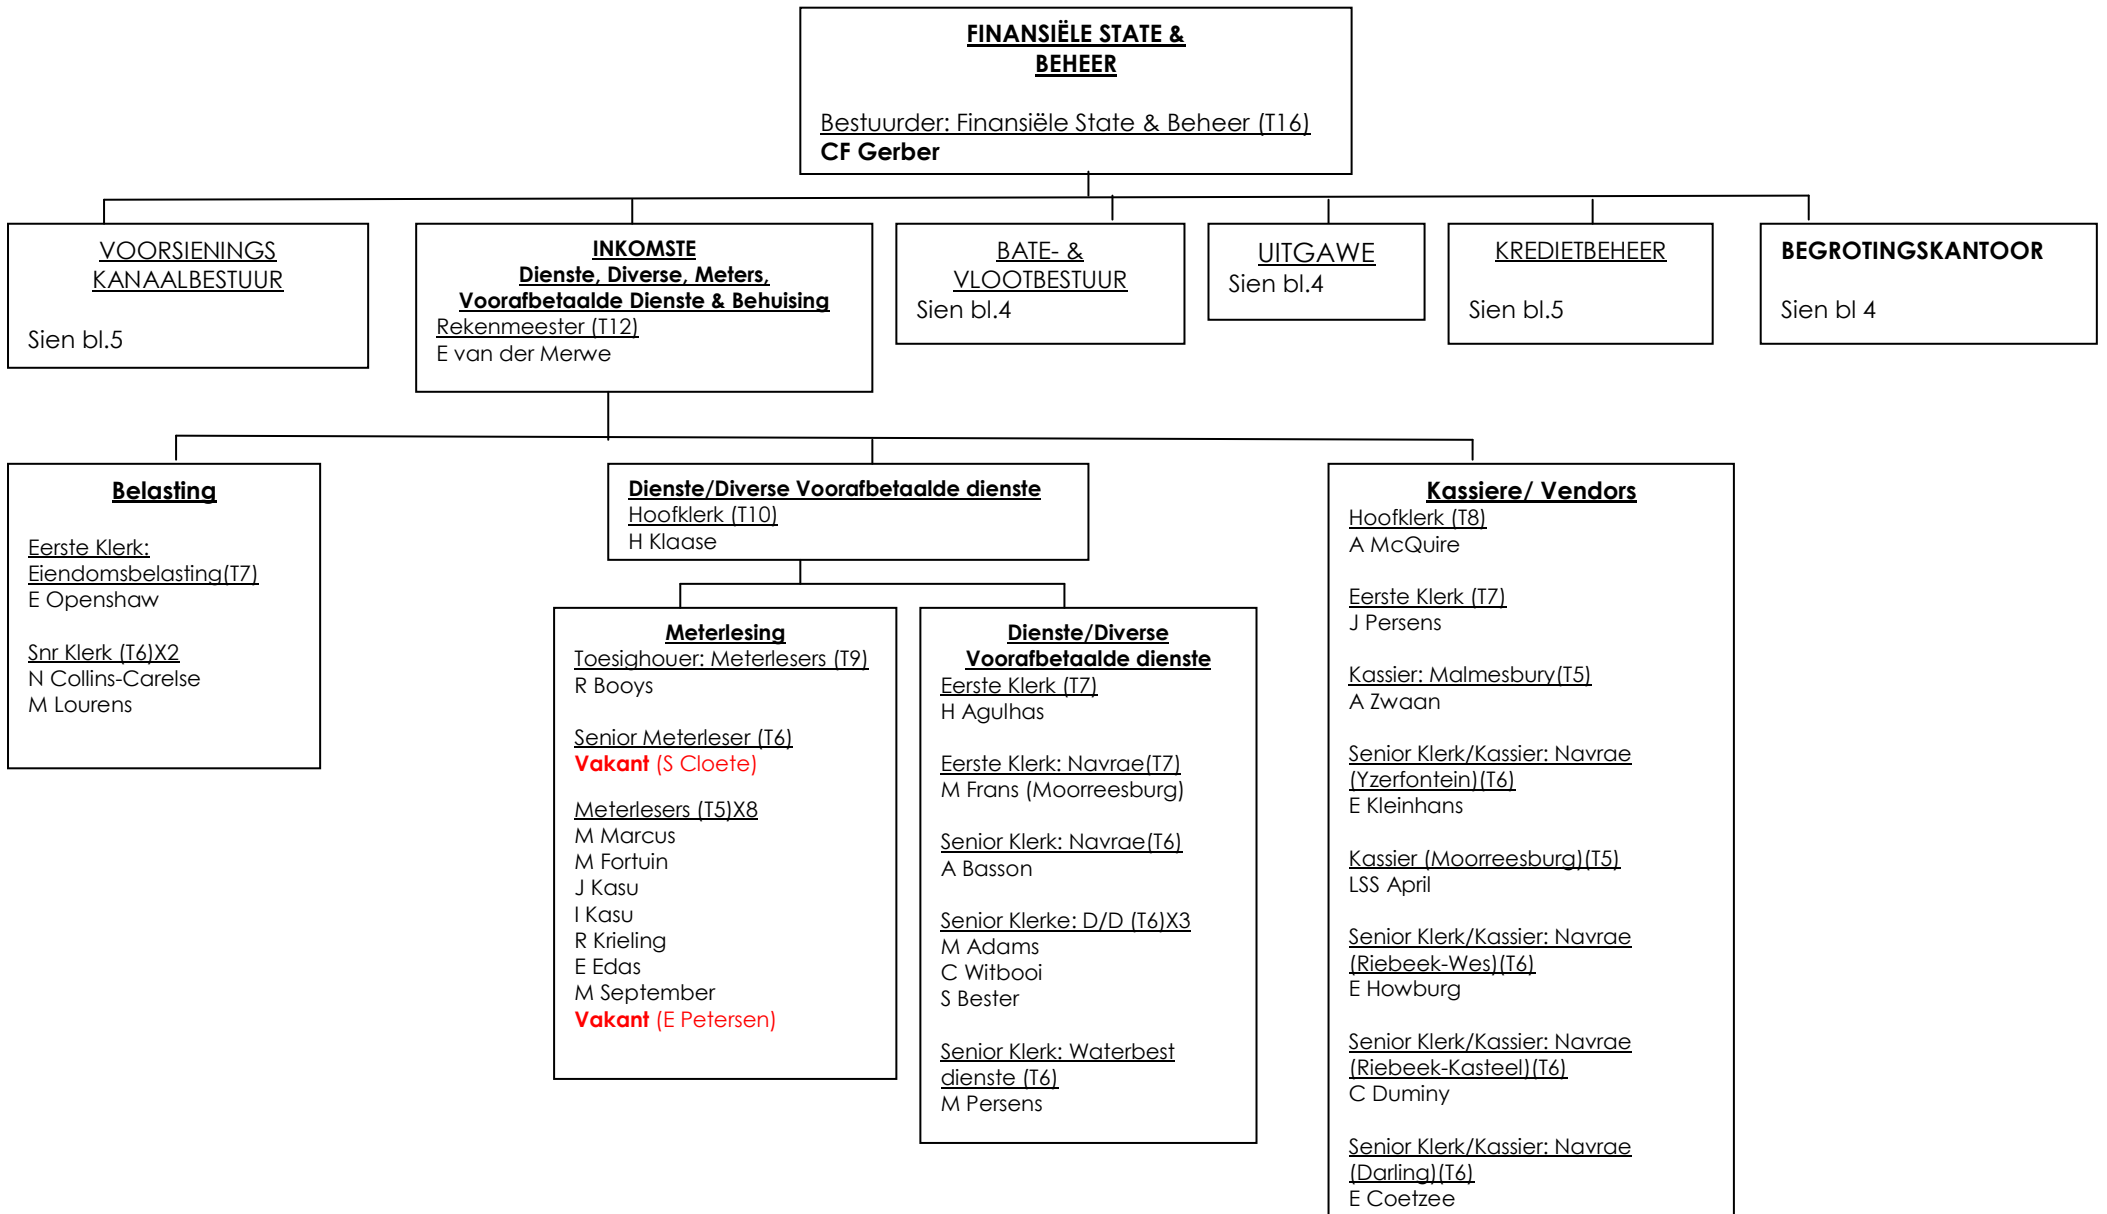 FINANSIËLE STATE &
BEHEER
Bestuurder: Finansiële State & Beheer (T16)
CF Gerber
VOORSIENINGS
KANAALBESTUUR
Sien bl.5
INKOMSTE
Dienste, Diverse, Meters,
Voorafbetaalde Dienste & Behuising
Rekenmeester (T12)
E van der Merwe
BATE- &
VLOOTBESTUUR
Sien bl.4
UITGAWE
Sien bl.4
KREDIETBEHEER
Sien bl.5
BEGROTINGSKANTOOR
Sien bl 4
Belasting
Eerste Klerk:
Eiendomsbelasting(T7)
E Openshaw
Snr Klerk (T6)X2
N Collins-Carelse
M Lourens
Dienste/Diverse Voorafbetaalde dienste
Hoofklerk (T10)
H Klaase
Meterlesing
Toesighouer: Meterlesers (T9)
R Booys
Senior Meterleser (T6)
Vakant (S Cloete)
Meterlesers (T5)X8
M Marcus
M Fortuin
J Kasu
I Kasu
R Krieling
E Edas
M September
Vakant (E Petersen)
Dienste/Diverse
Voorafbetaalde dienste
Eerste Klerk (T7)
H Agulhas
Eerste Klerk: Navrae(T7)
M Frans (Moorreesburg)
Senior Klerk: Navrae(T6)
A Basson
Senior Klerke: D/D (T6)X3
M Adams
C Witbooi
S Bester
Senior Klerk: Waterbest
dienste (T6)
M Persens
Kassiere/ Vendors
Hoofklerk (T8)
A McQuire
Eerste Klerk (T7)
J Persens
Kassier: Malmesbury(T5)
A Zwaan
Senior Klerk/Kassier: Navrae
(Yzerfontein)(T6)
E Kleinhans
Kassier (Moorreesburg)(T5)
LSS April
Senior Klerk/Kassier: Navrae
(Riebeek-Wes)(T6)
E Howburg
Senior Klerk/Kassier: Navrae
(Riebeek-Kasteel)(T6)
C Duminy
Senior Klerk/Kassier: Navrae
(Darling)(T6)
E Coetzee